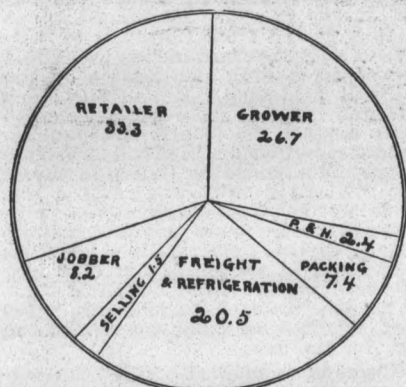 RETAILER
33.3
GROWER
26.7
P. & H. 2.4
PACKING
7.4
FREIGHT
& REFRIGERATION
20.5
SELLING 1.5
JOBBER
8.2